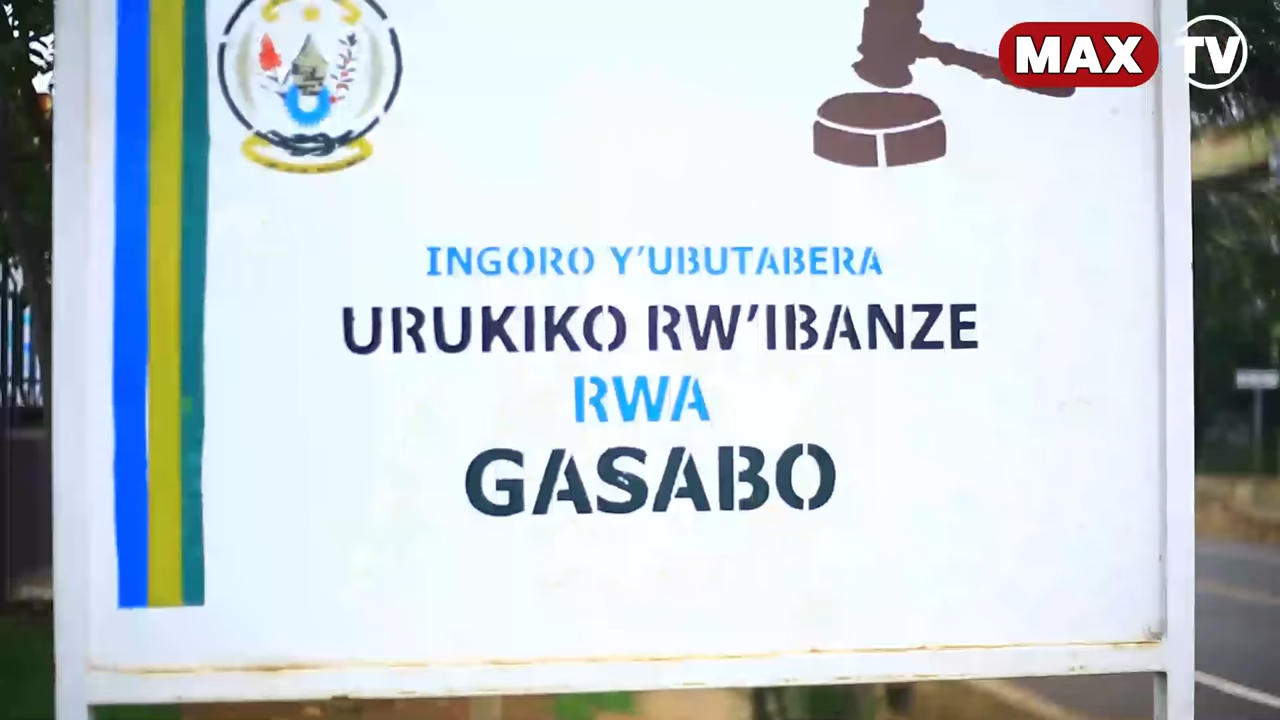 MAX TV
INGORO Y'UBUTABERA
URUKIKO RW'IBANZE
RWA
GASABO